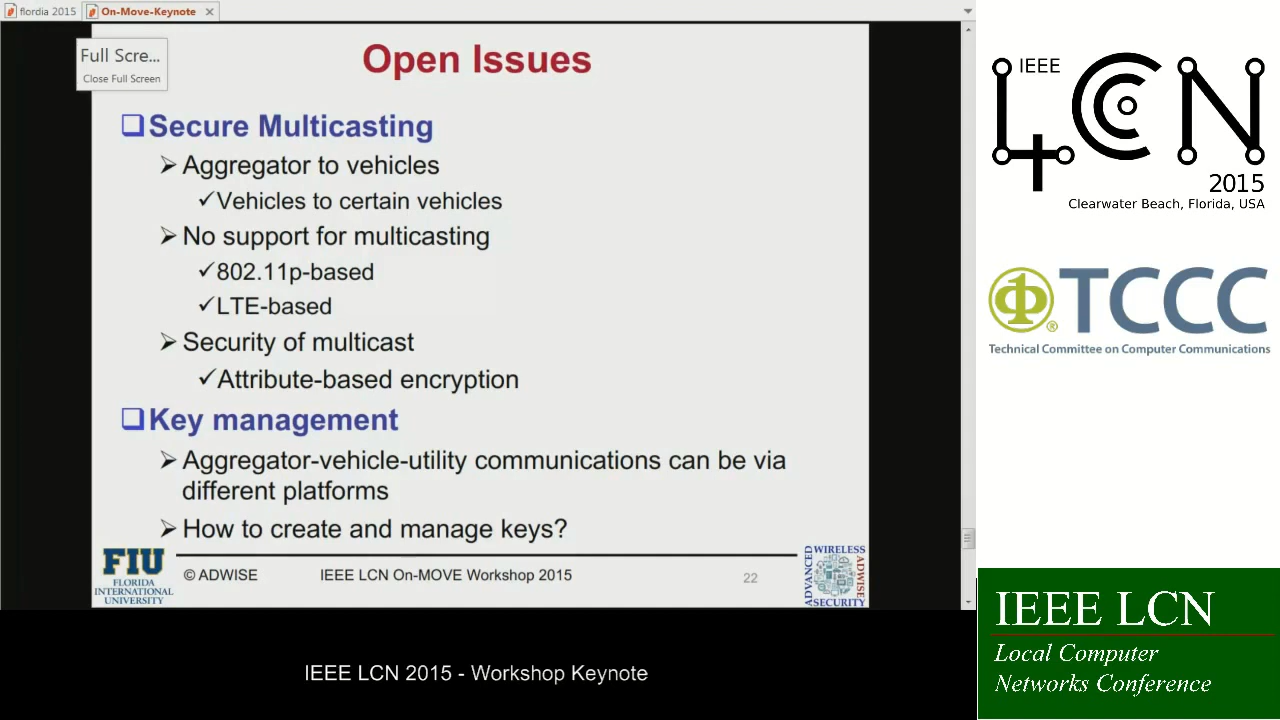 flordia 2015
On-Move-Keynote
Full Scre...
Close Full Screen
Open Issues
Secure Multicasting
Aggregator to vehicles
Vehicles to certain vehicles
No support for multicasting
802.11p-based
LTE-based
Security of multicast
Attribute-based encryption
Key management
Aggregator-vehicle-utility communications can be via
different platforms
How to create and manage keys?
FIU
FLORIDA
INTERNATIONAL
UNIVERSITY
© ADWISE
IEEE LCN On-MOVE Workshop 2015
22
ADVANCED
WIRELESS
ADWISE
SECURITY
IEEE LCN 2015 - Workshop Keynote
IEEE
LCN
2015
Clearwater Beach, Florida, USA
TCCC
®
Technical Committee on Computer Communications
IEEE LCN
Local Computer
Networks Conference